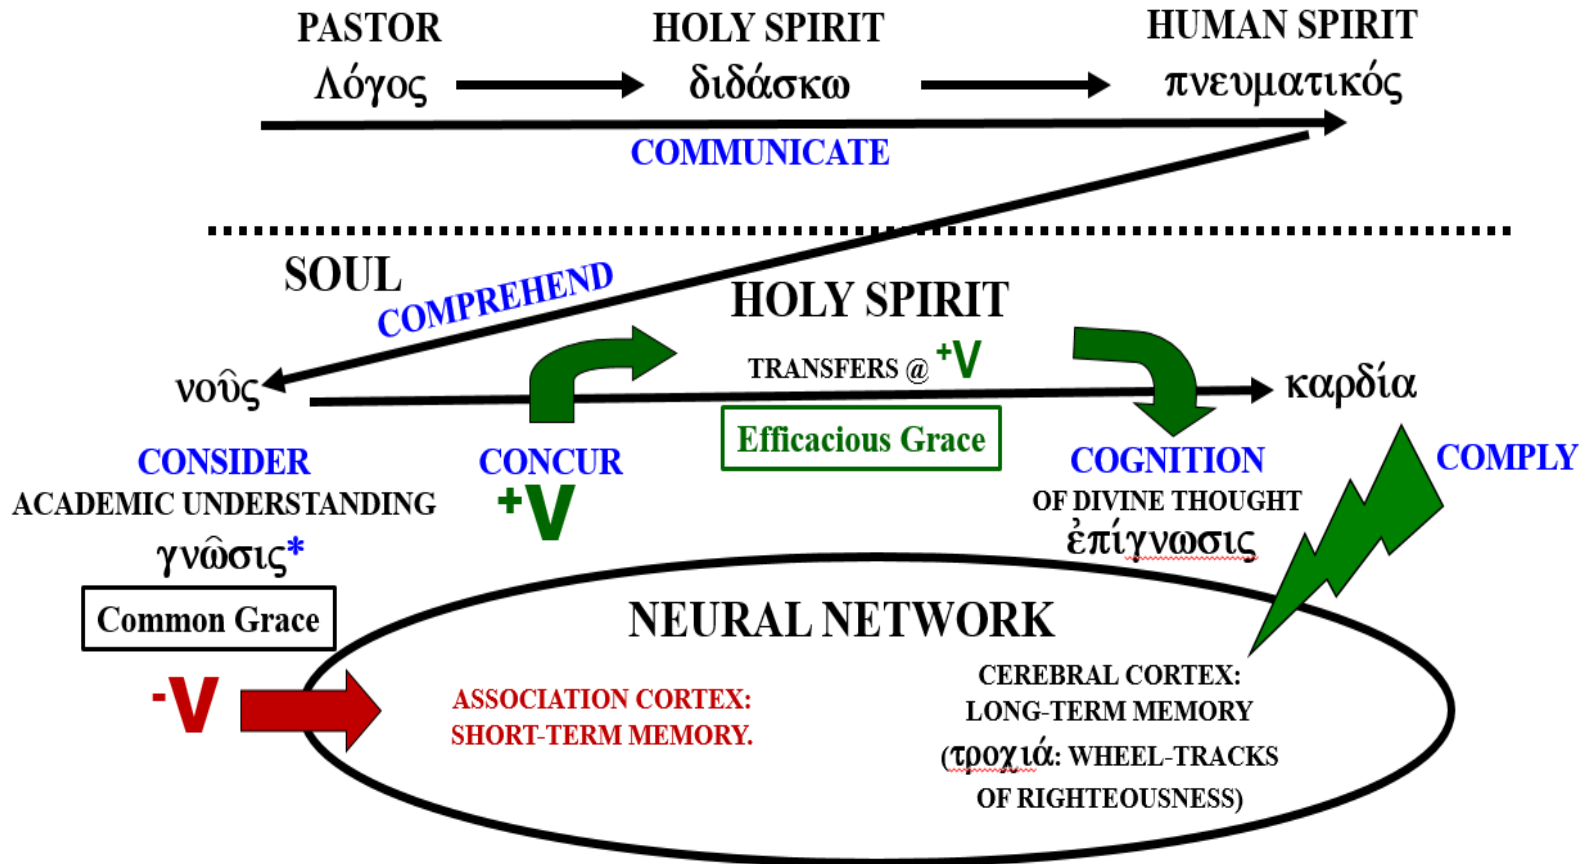 PASTOR HOLY SPIRIT HUMAN SPIRIT
Λόγος διδάσκω πνευματικός
COMMUNICATE
SOUL
COMPREHEND
HOLY SPIRIT
TRANSFERS @ +V
νοῦς καρδία
Efficacious Grace
CONSIDER CONCUR COGNITION COMPLY
ACADEMIC UNDERSTANDING +V OF DIVINE THOUGHT
γνῶσις* ἐπίγνωσις
Common Grace
NEURAL NETWORK
-V
ASSOCIATION CORTEX:
SHORT-TERM MEMORY.
CEREBRAL CORTEX:
LONG-TERM MEMORY
(τροχιά: WHEEL-TRACKS
OF RIGHTEOUSNESS)